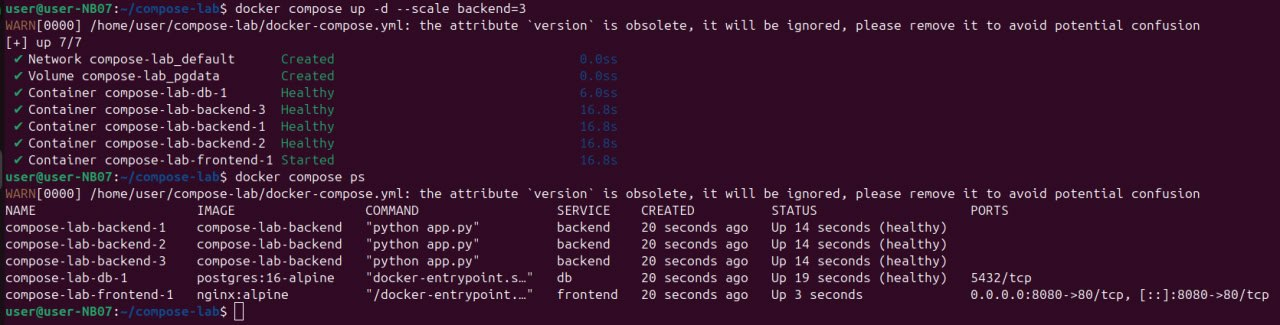 user@user-NB07:~/compose-lab$ docker compose up -d --scale backend=3
WARN[0000] /home/user/compose-lab/docker-compose.yml: the attribute `version` is obsolete, it will be ignored, please remove it to avoid potential confusion
[+] up 7/7
✔ Network compose-lab_default Created 0.0ss
✔ Volume compose-lab_pgdata Created 0.0ss
✔ Container compose-lab-db-1 Healthy 6.0ss
✔ Container compose-lab-backend-3 Healthy 16.8s
✔ Container compose-lab-backend-1 Healthy 16.8s
✔ Container compose-lab-backend-2 Healthy 16.8s
✔ Container compose-lab-frontend-1 Started 16.8s
user@user-NB07:~/compose-lab$ docker compose ps
WARN[0000] /home/user/compose-lab/docker-compose.yml: the attribute `version` is obsolete, it will be ignored, please remove it to avoid potential confusion
NAME IMAGE COMMAND SERVICE CREATED STATUS PORTS
compose-lab-backend-1 compose-lab-backend "python app.py" backend 20 seconds ago Up 14 seconds (healthy)
compose-lab-backend-2 compose-lab-backend "python app.py" backend 20 seconds ago Up 14 seconds (healthy)
compose-lab-backend-3 compose-lab-backend "python app.py" backend 20 seconds ago Up 14 seconds (healthy)
compose-lab-db-1 postgres:16-alpine "docker-entrypoint.s…" db 20 seconds ago Up 19 seconds (healthy) 5432/tcp
compose-lab-frontend-1 nginx:alpine "/docker-entrypoint.…" frontend 20 seconds ago Up 3 seconds 0.0.0.0:8080->80/tcp, [::]:8080->80/tcp
user@user-NB07:~/compose-lab$